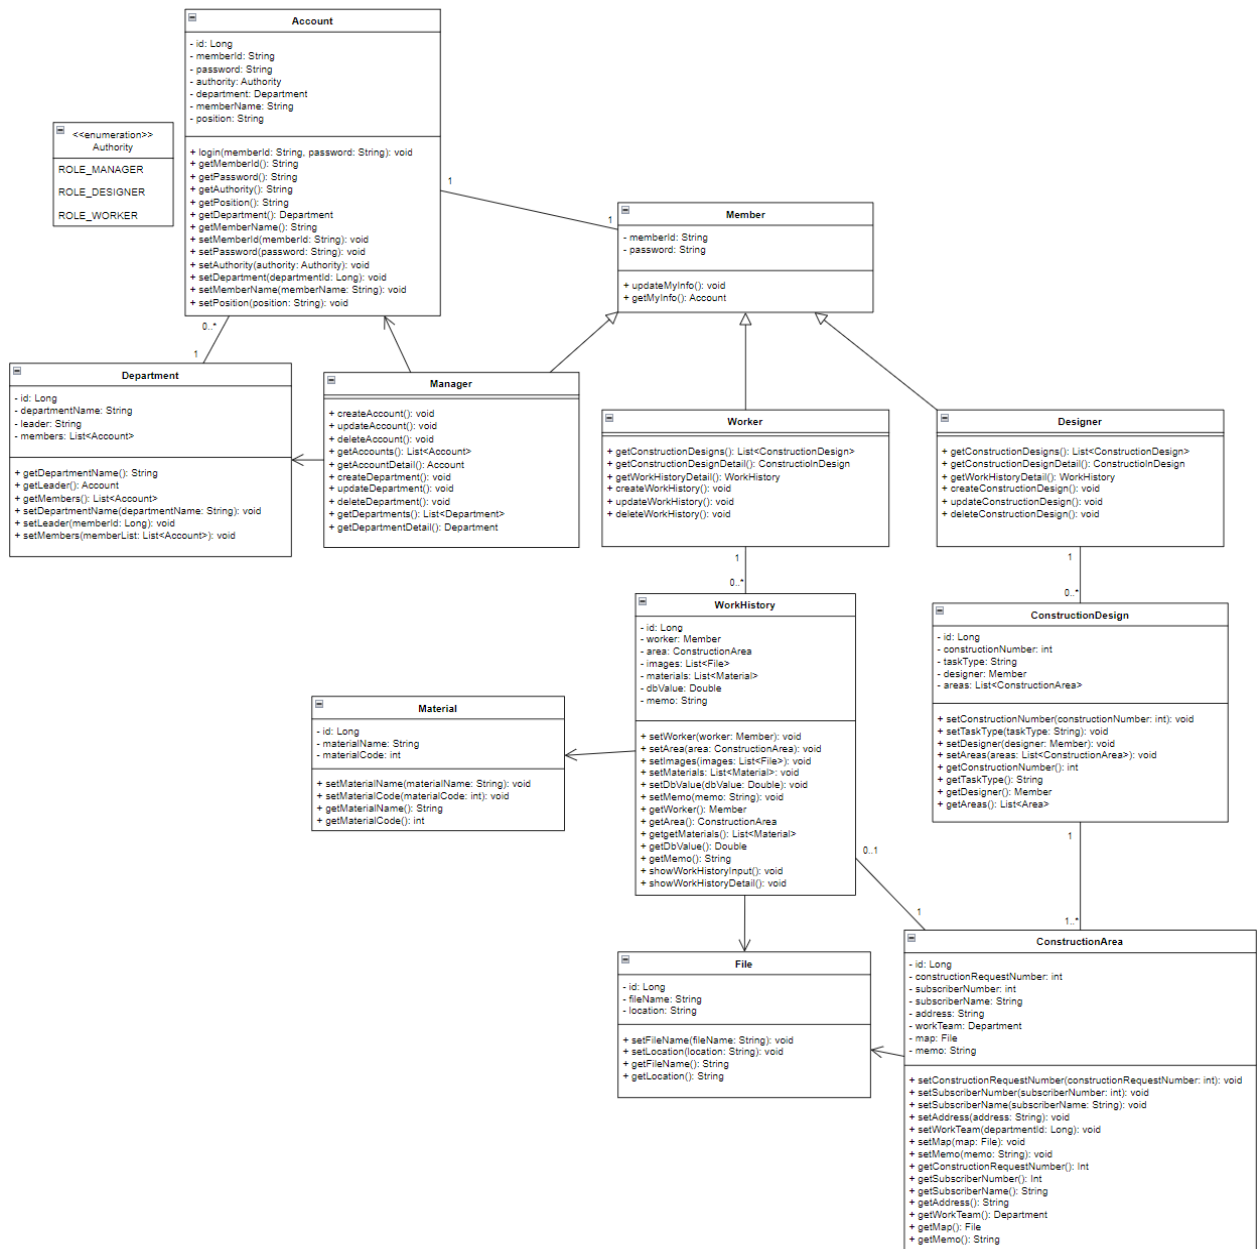 Account
- id: Long
- memberId: String
- password: String
- authority: Authority
- department: Department
- memberName: String
- position: String
+ login(memberId: String, password: String): void
+ getMemberId(): String
+ getPassword(): String
+ getAuthority(): String
+ getPosition(): String
+ getDepartment(): Department
+ getMemberName(): String
+ setMemberId(memberId: String): void
+ setPassword(password: String): void
+ setAuthority(authority: Authority): void
+ setDepartment(departmentId: Long): void
+ setMemberName(memberName: String): void
+ setPosition(position: String): void
<<enumeration>>
Authority
ROLE_MANAGER
ROLE_DESIGNER
ROLE_WORKER
1
1
Member
- memberId: String
- password: String
+ updateMyInfo(): void
+ getMyInfo(): Account
0..*
1
Department
- id: Long
- departmentName: String
- leader: String
- members: List<Account>
+ getDepartmentName(): String
+ getLeader(): Account
+ getMembers(): List<Account>
+ setDepartmentName(departmentName: String): void
+ setLeader(memberId: Long): void
+ setMembers(memberList: List<Account>): void
Manager
+ createAccount(): void
+ updateAccount(): void
+ deleteAccount(): void
+ getAccounts(): List<Account>
+ getAccountDetail(): Account
+ createDepartment(): void
+ updateDepartment(): void
+ deleteDepartment(): void
+ getDepartments(): List<Department>
+ getDepartmentDetail(): Department
Worker
+ getConstructionDesigns(): List<ConstructionDesign>
+ getConstructionDesignDetail(): ConstructioInDesign
+ getWorkHistoryDetail(): WorkHistory
+ createWorkHistory(): void
+ updateWorkHistory(): void
+ deleteWorkHistory(): void
Designer
+ getConstructionDesigns(): List<ConstructionDesign>
+ getConstructionDesignDetail(): ConstructioInDesign
+ getWorkHistoryDetail(): WorkHistory
+ createConstructionDesign(): void
+ updateConstructionDesign(): void
+ deleteConstructionDesign(): void
1
0..*
1
0..*
WorkHistory
- id: Long
- worker: Member
- area: ConstructionArea
- images: List<File>
- materials: List<Material>
- dbValue: Double
- memo: String
+ setWorker(worker: Member): void
+ setArea(area: ConstructionArea): void
+ setImages(images: List<File>): void
+ setMaterials: List<Material>: void
+ setDbValue(dbValue: Double): void
+ setMemo(memo: String): void
+ getWorker(): Member
+ getArea(): ConstructionArea
+ getgetMaterials(): List<Material>
+ getDbValue(): Double
+ getMemo(): String
+ showWorkHistoryInput(): void
+ showWorkHistoryDetail(): void
ConstructionDesign
- id: Long
- constructionNumber: int
- taskType: String
- designer: Member
- areas: List<ConstructionArea>
+ setConstructionNumber(constructionNumber: int): void
+ setTaskType(taskType: String): void
+ setDesigner(designer: Member): void
+ setAreas(areas: List<ConstructionArea>): void
+ getConstructionNumber(): int
+ getTaskType(): String
+ getDesigner(): Member
+ getAreas(): List<Area>
Material
- id: Long
- materialName: String
- materialCode: int
+ setMaterialName(materialName: String): void
+ setMaterialCode(materialCode: int): void
+ getMaterialName(): String
+ getMaterialCode(): int
0..1
1
1
1..*
File
- id: Long
- fileName: String
- location: String
+ setFileName(fileName: String): void
+ setLocation(location: String): void
+ getFileName(): String
+ getLocation(): String
ConstructionArea
- id: Long
- constructionRequestNumber: int
- subscriberNumber: int
- subscriberName: String
- address: String
- workTeam: Department
- map: File
- memo: String
+ setConstructionRequestNumber(constructionRequestNumber: int): void
+ setSubscriberNumber(subscriberNumber: int): void
+ setSubscriberName(subscriberName: String): void
+ setAddress(address: String): void
+ setWorkTeam(departmentId: Long): void
+ setMap(map: File): void
+ setMemo(memo: String): void
+ getConstructionRequestNumber(): Int
+ getSubscriberNumber(): Int
+ getSubscriberName(): String
+ getAddress(): String
+ getWorkTeam(): Department
+ getMap(): File
+ getMemo(): String